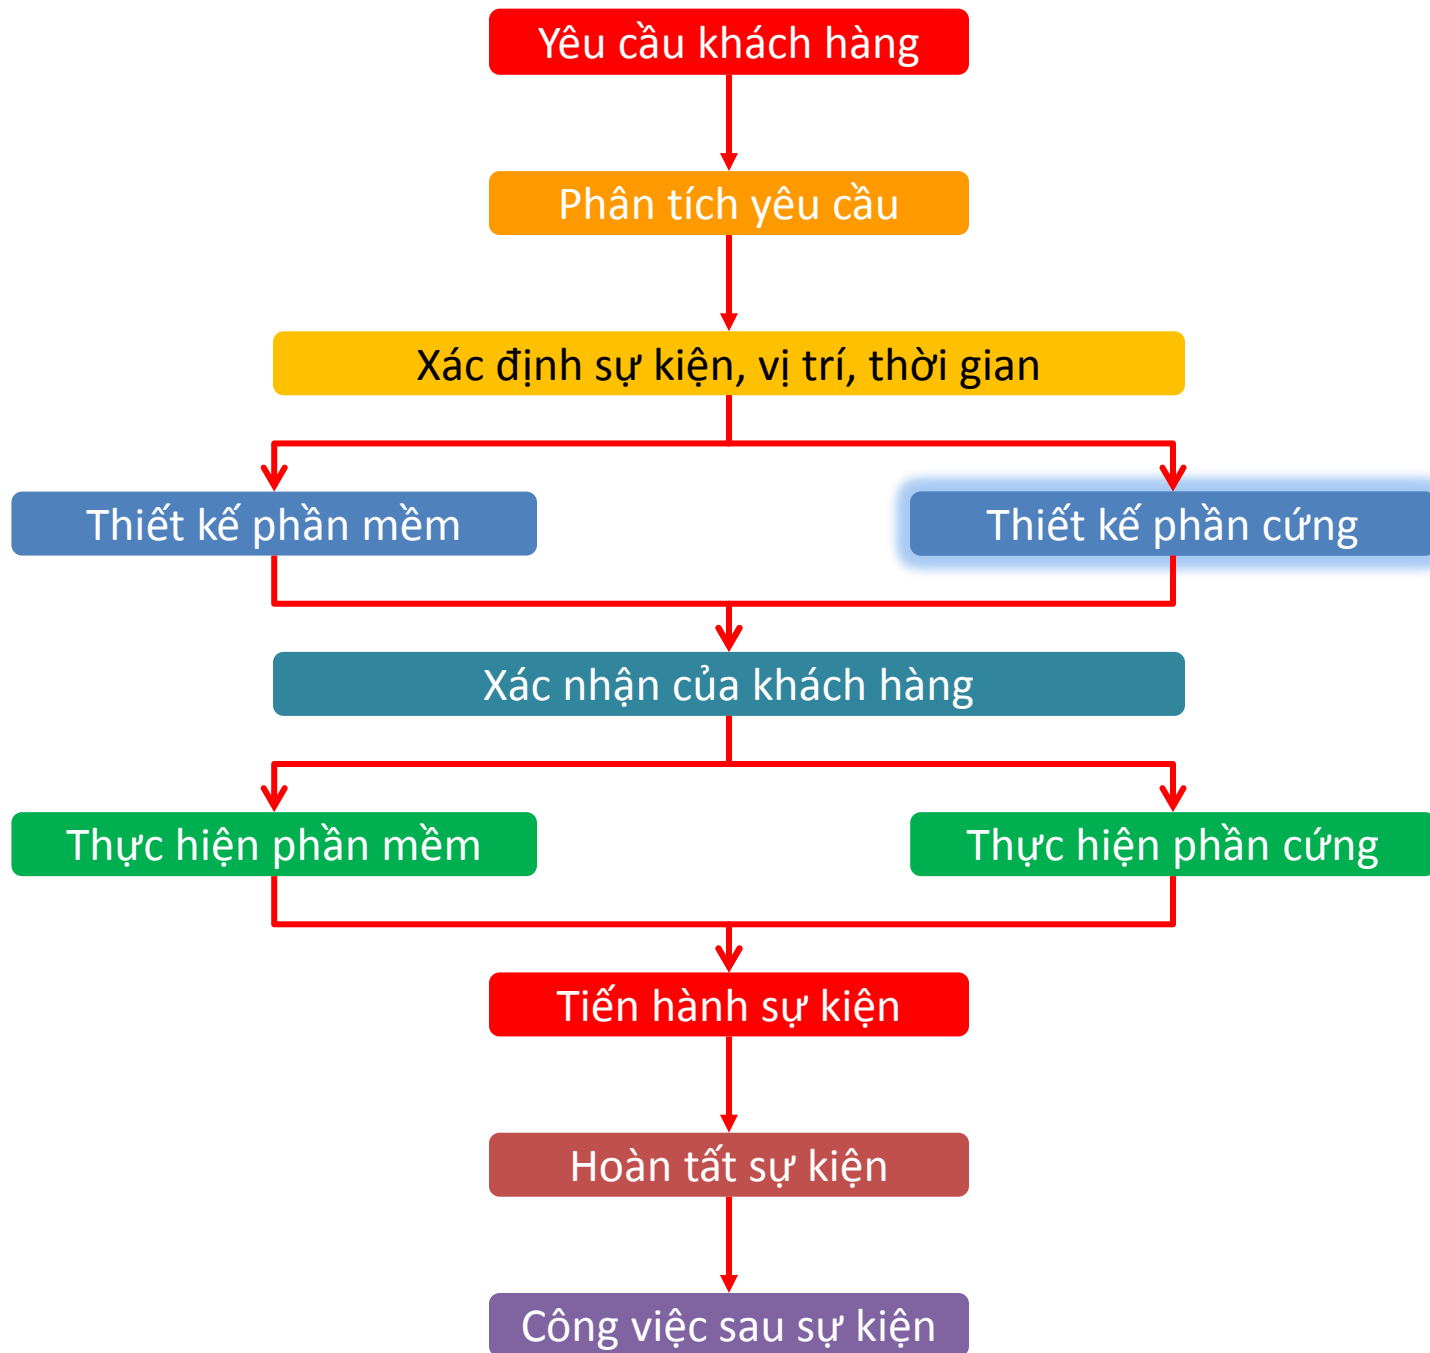 Yêu cầu khách hàng
Phân tích yêu cầu
Xác định sự kiện, vị trí, thời gian
Thiết kế phần mềm
Thiết kế phần cứng
Xác nhận của khách hàng
Thực hiện phần mềm
Thực hiện phần cứng
Tiến hành sự kiện
Hoàn tất sự kiện
Công việc sau sự kiện